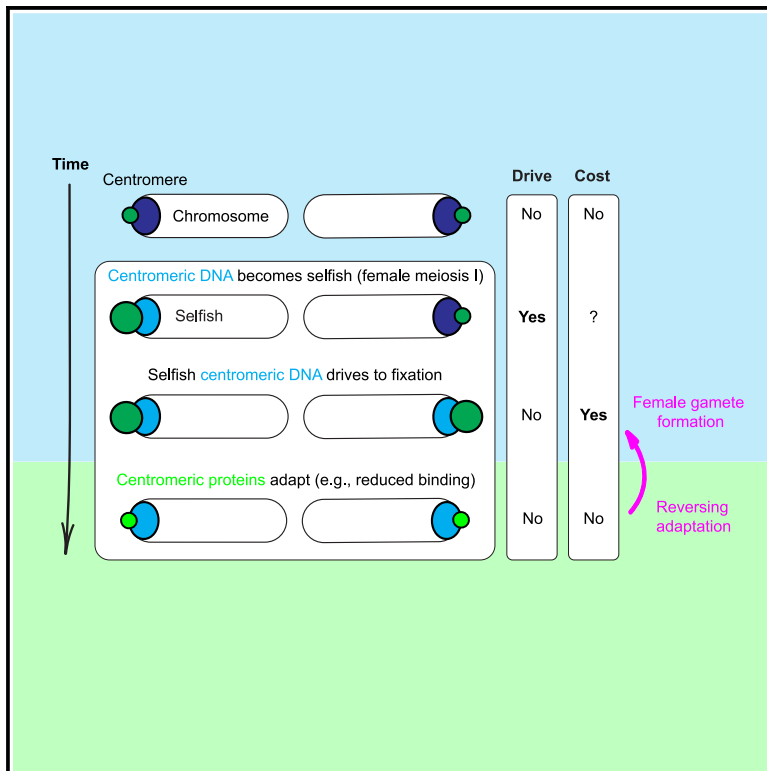 Time
Drive Cost
Centromere
Chromosome
No No
Centromeric DNA becomes selfish (female meiosis I)
Selfish
Yes ?
Selfish centromeric DNA drives to fixation
No Yes
Female gamete
formation
Centromeric proteins adapt (e.g., reduced binding)
No No
Reversing
adaptation